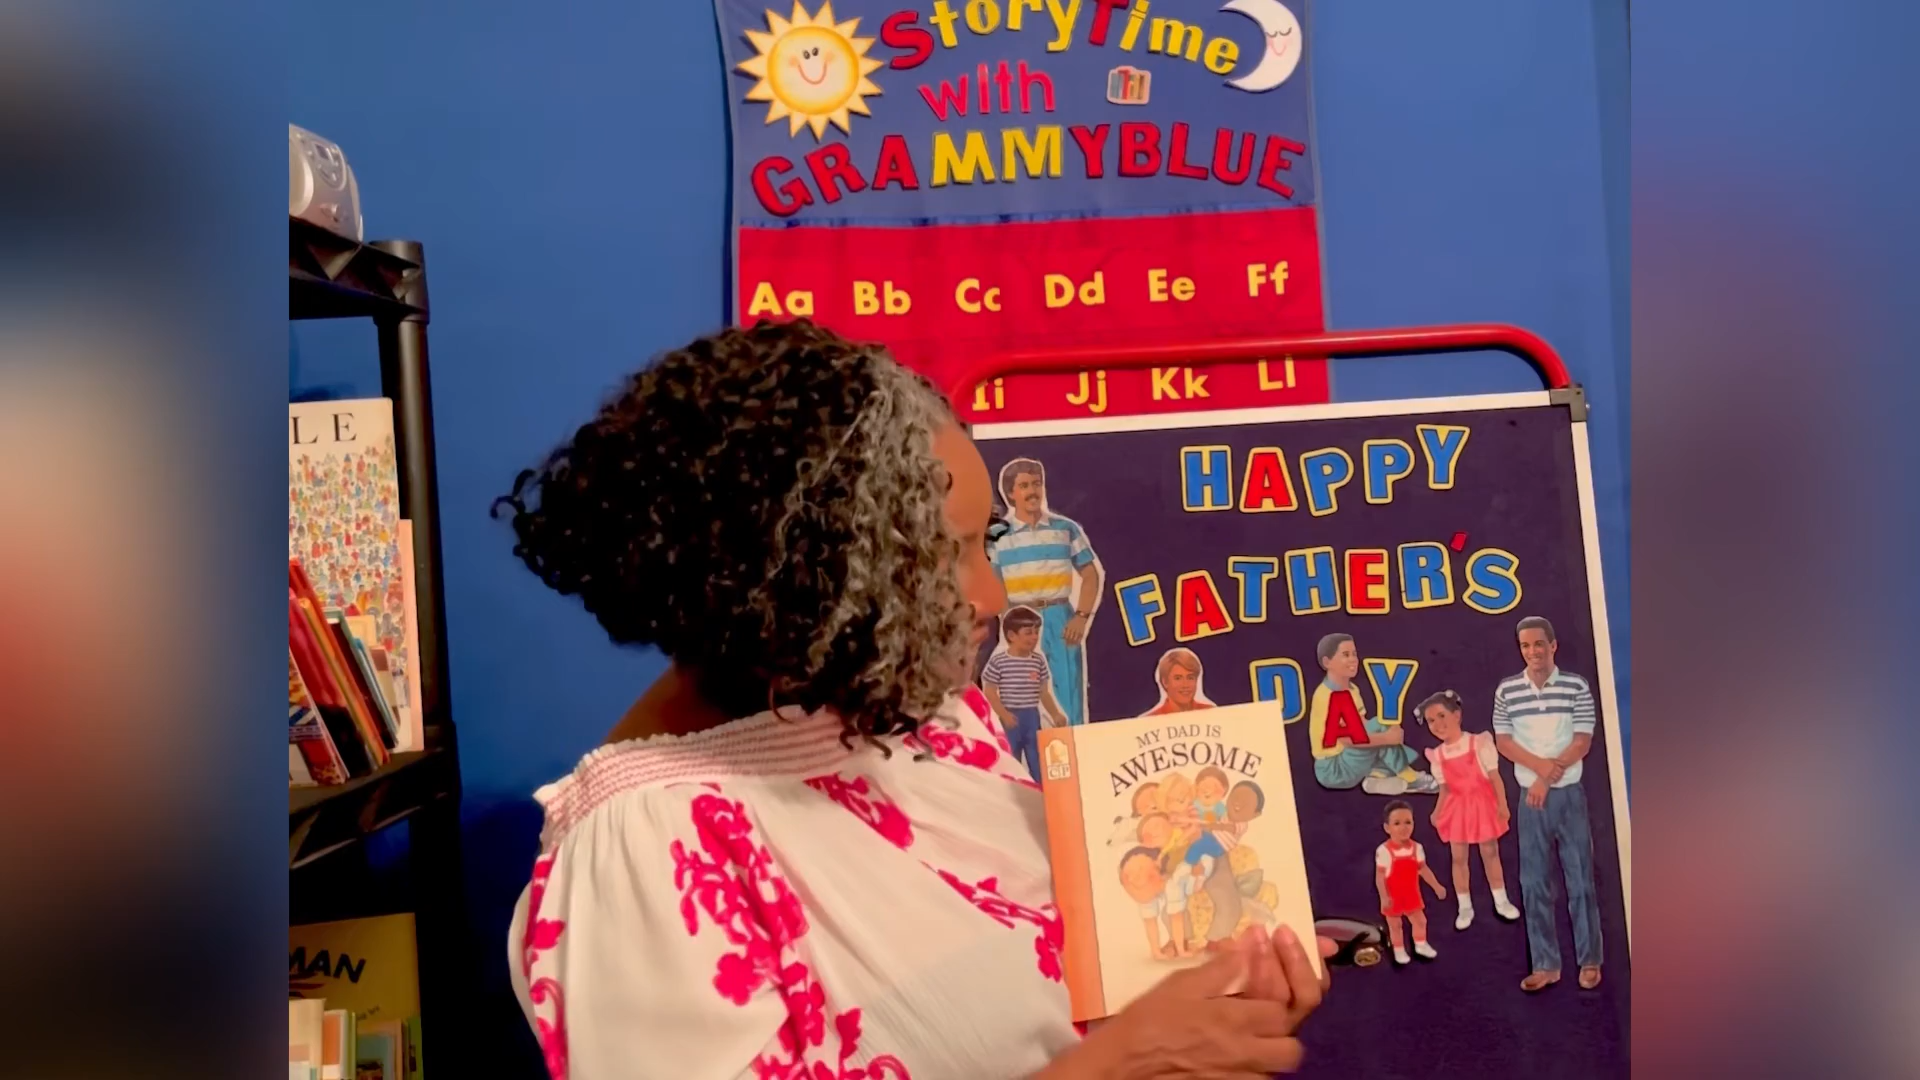 StoryTime
with
GRAMMYBLUE
Aa Bb Cc Dd Ee Ff
Ii Jj Kk Ll
HAPPY
FATHER'S
DAY
MY DAD IS
AWESOME
CP
LE
MAN